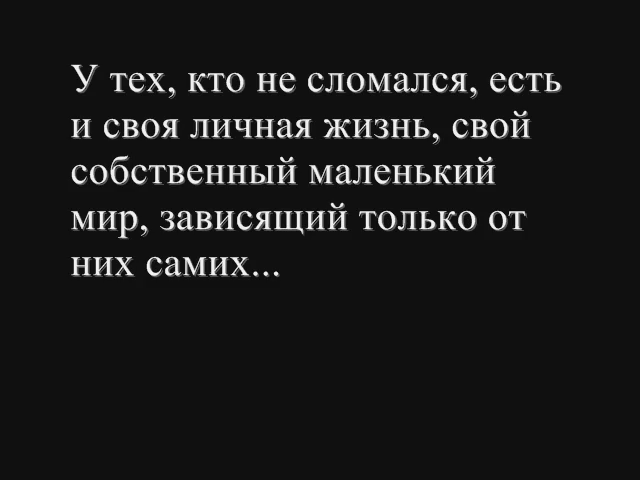 У тех, кто не сломался, есть
и своя личная жизнь, свой
собственный маленький
мир, зависящий только от
них самих...